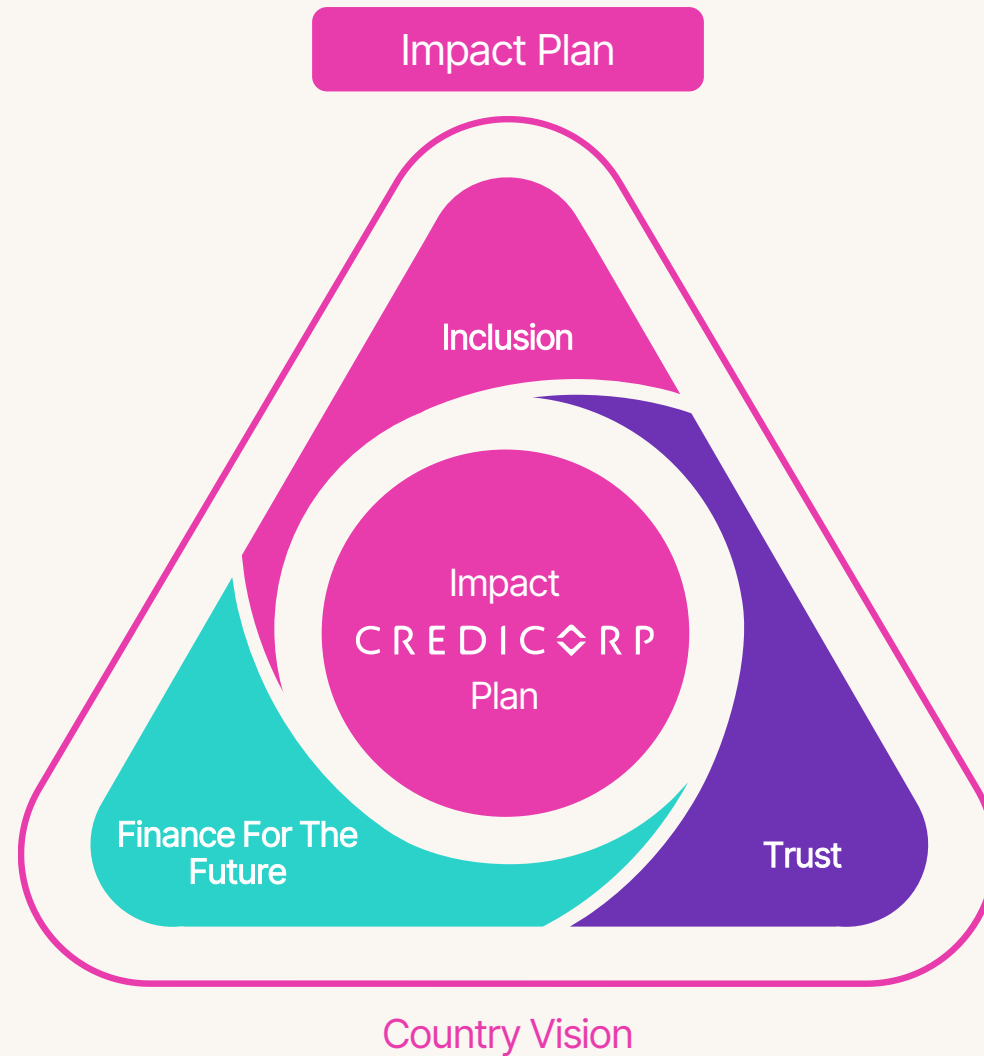 Impact Plan
Inclusion
Impact
CREDICORP
Plan
Finance For The
Future
Trust
Country Vision